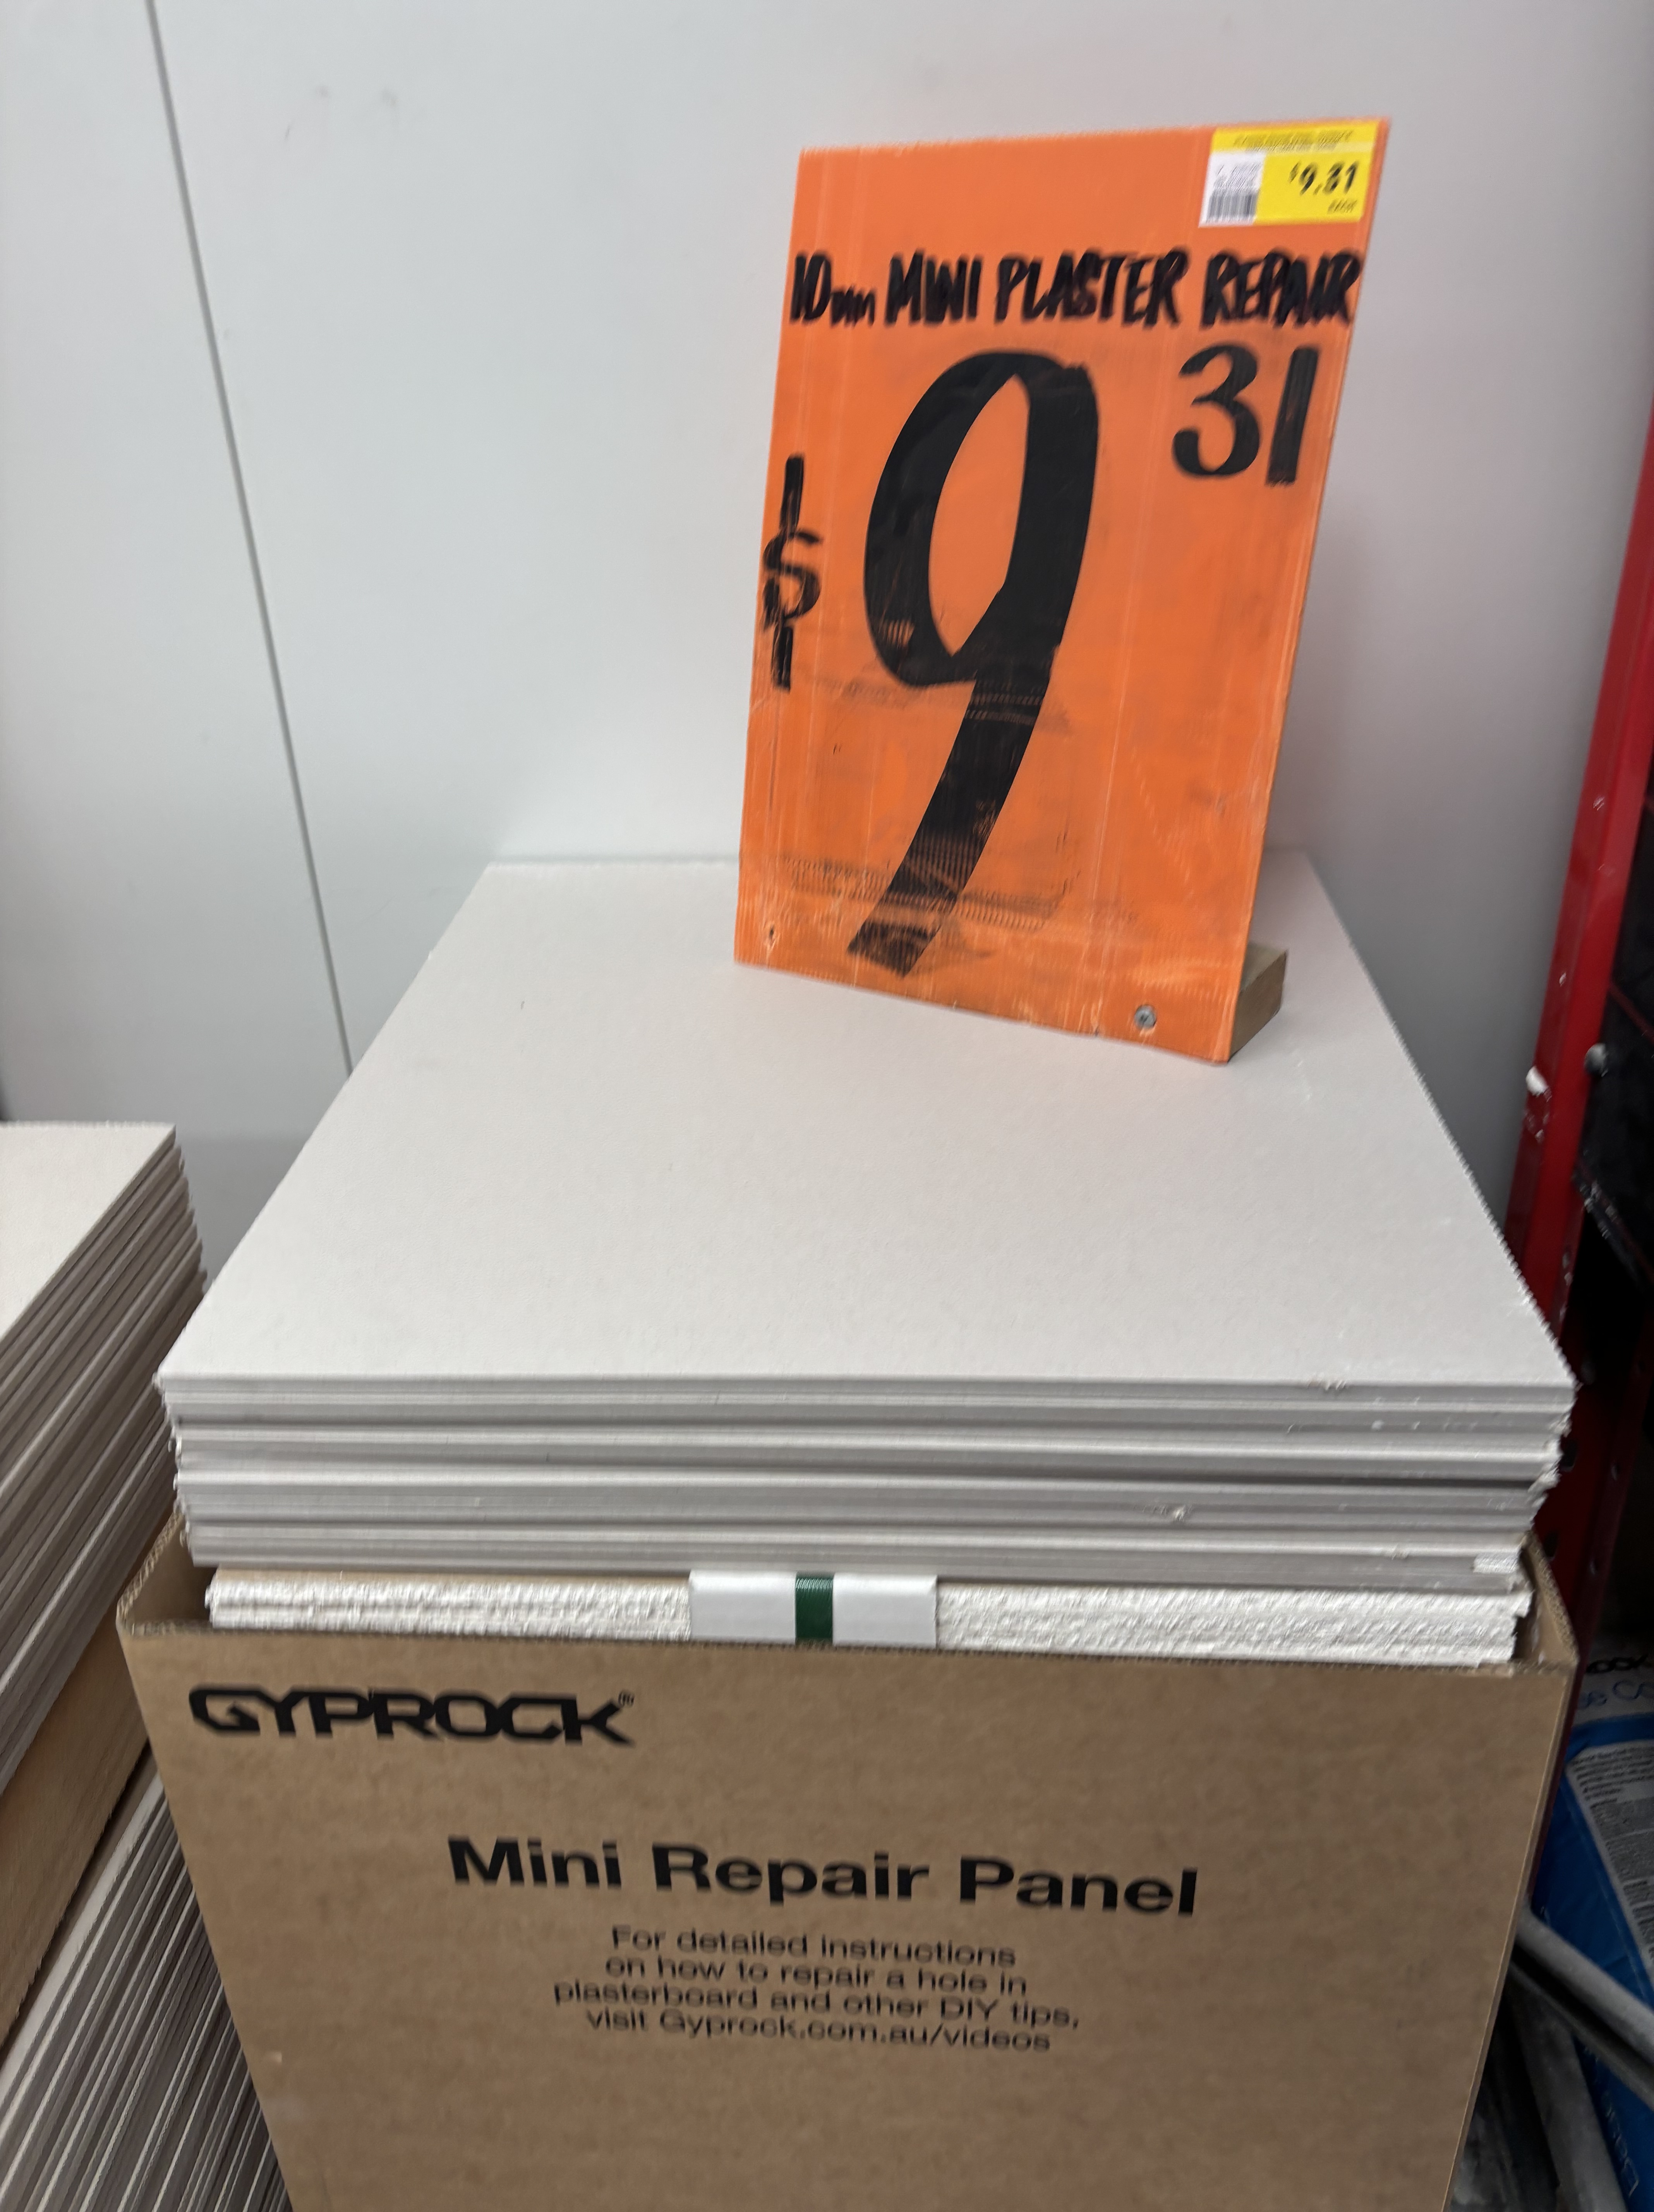 $9.31
EACH
10mm MINI PLASTER REPAIR
$9 31
GYPROCK®
Mini Repair Panel
For detailed instructions
on how to repair a hole in
plasterboard and other DIY tips,
visit Gyprock.com.au/videos